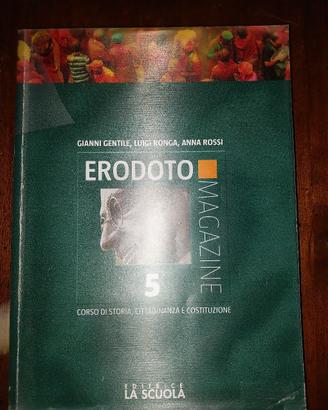 GIANNI GENTILE, LUIGI RONGA, ANNA ROSSI
ERODOTO
MAGAZINE
5
CORSO DI STORIA, CITTADINANZA E COSTITUZIONE
EDITRICE
LA SCUOLA